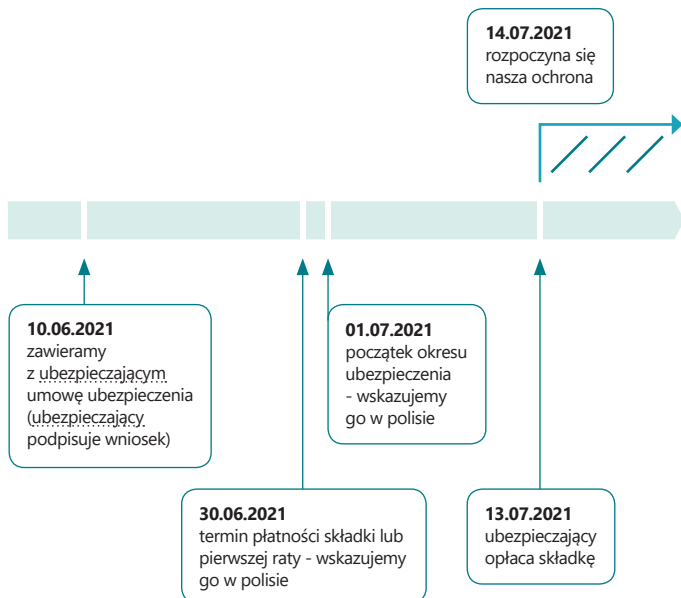 14.07.2021
rozpoczyna się
nasza ochrona
10.06.2021
zawieramy
z ubezpieczającym
umowę ubezpieczenia
(ubezpieczający
podpisuje wniosek)
01.07.2021
początek okresu
ubezpieczenia
- wskazujemy
go w polisie
30.06.2021
termin płatności składki lub
pierwszej raty - wskazujemy
go w polisie
13.07.2021
ubezpieczający
opłaca składkę